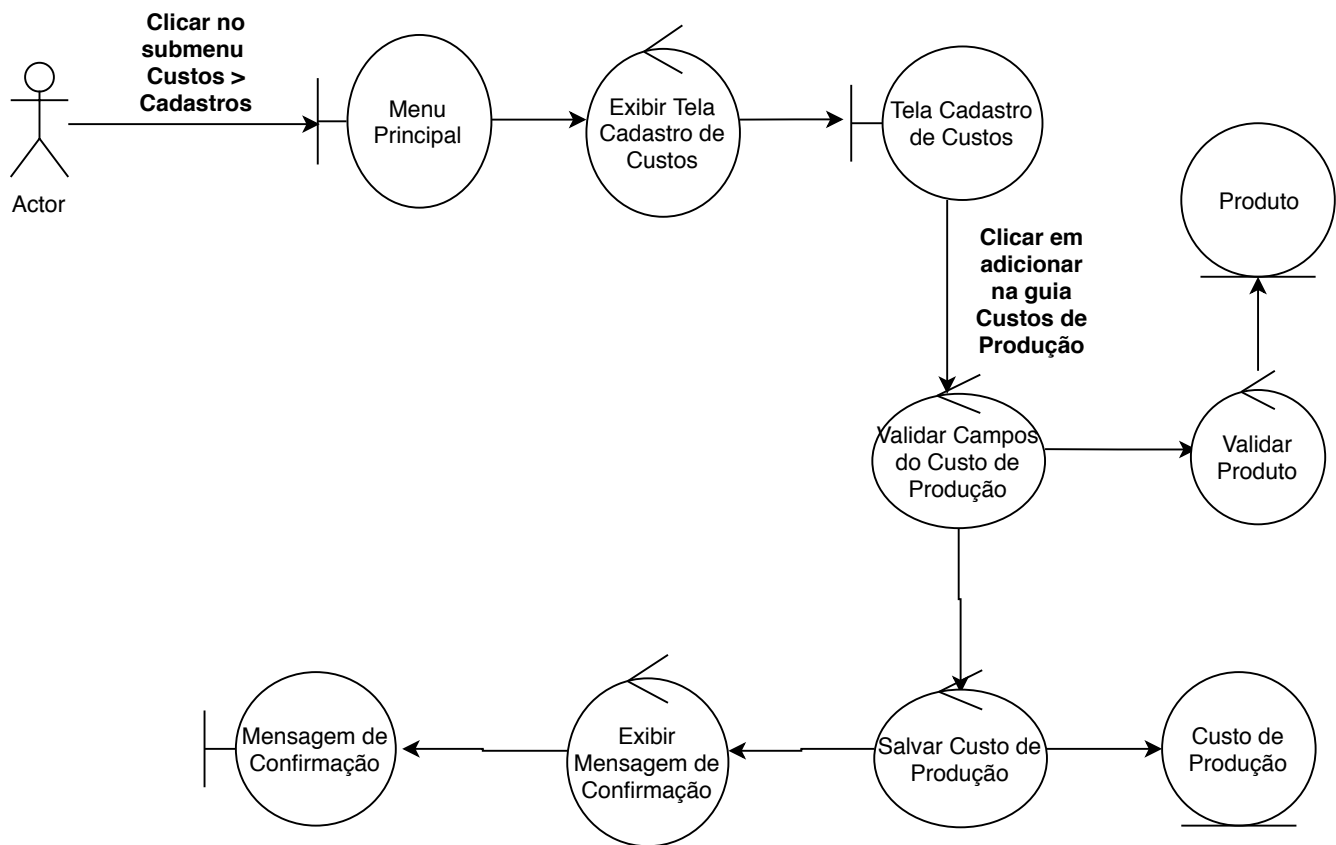 Clicar no
submenu
Custos >
Cadastros
Actor
Menu
Principal
Exibir Tela
Cadastro de
Custos
Tela Cadastro
de Custos
Produto
Clicar em
adicionar
na guia
Custos de
Produção
Validar Campos
do Custo de
Produção
Validar
Produto
Mensagem de
Confirmação
Exibir
Mensagem de
Confirmação
Salvar Custo de
Produção
Custo de
Produção